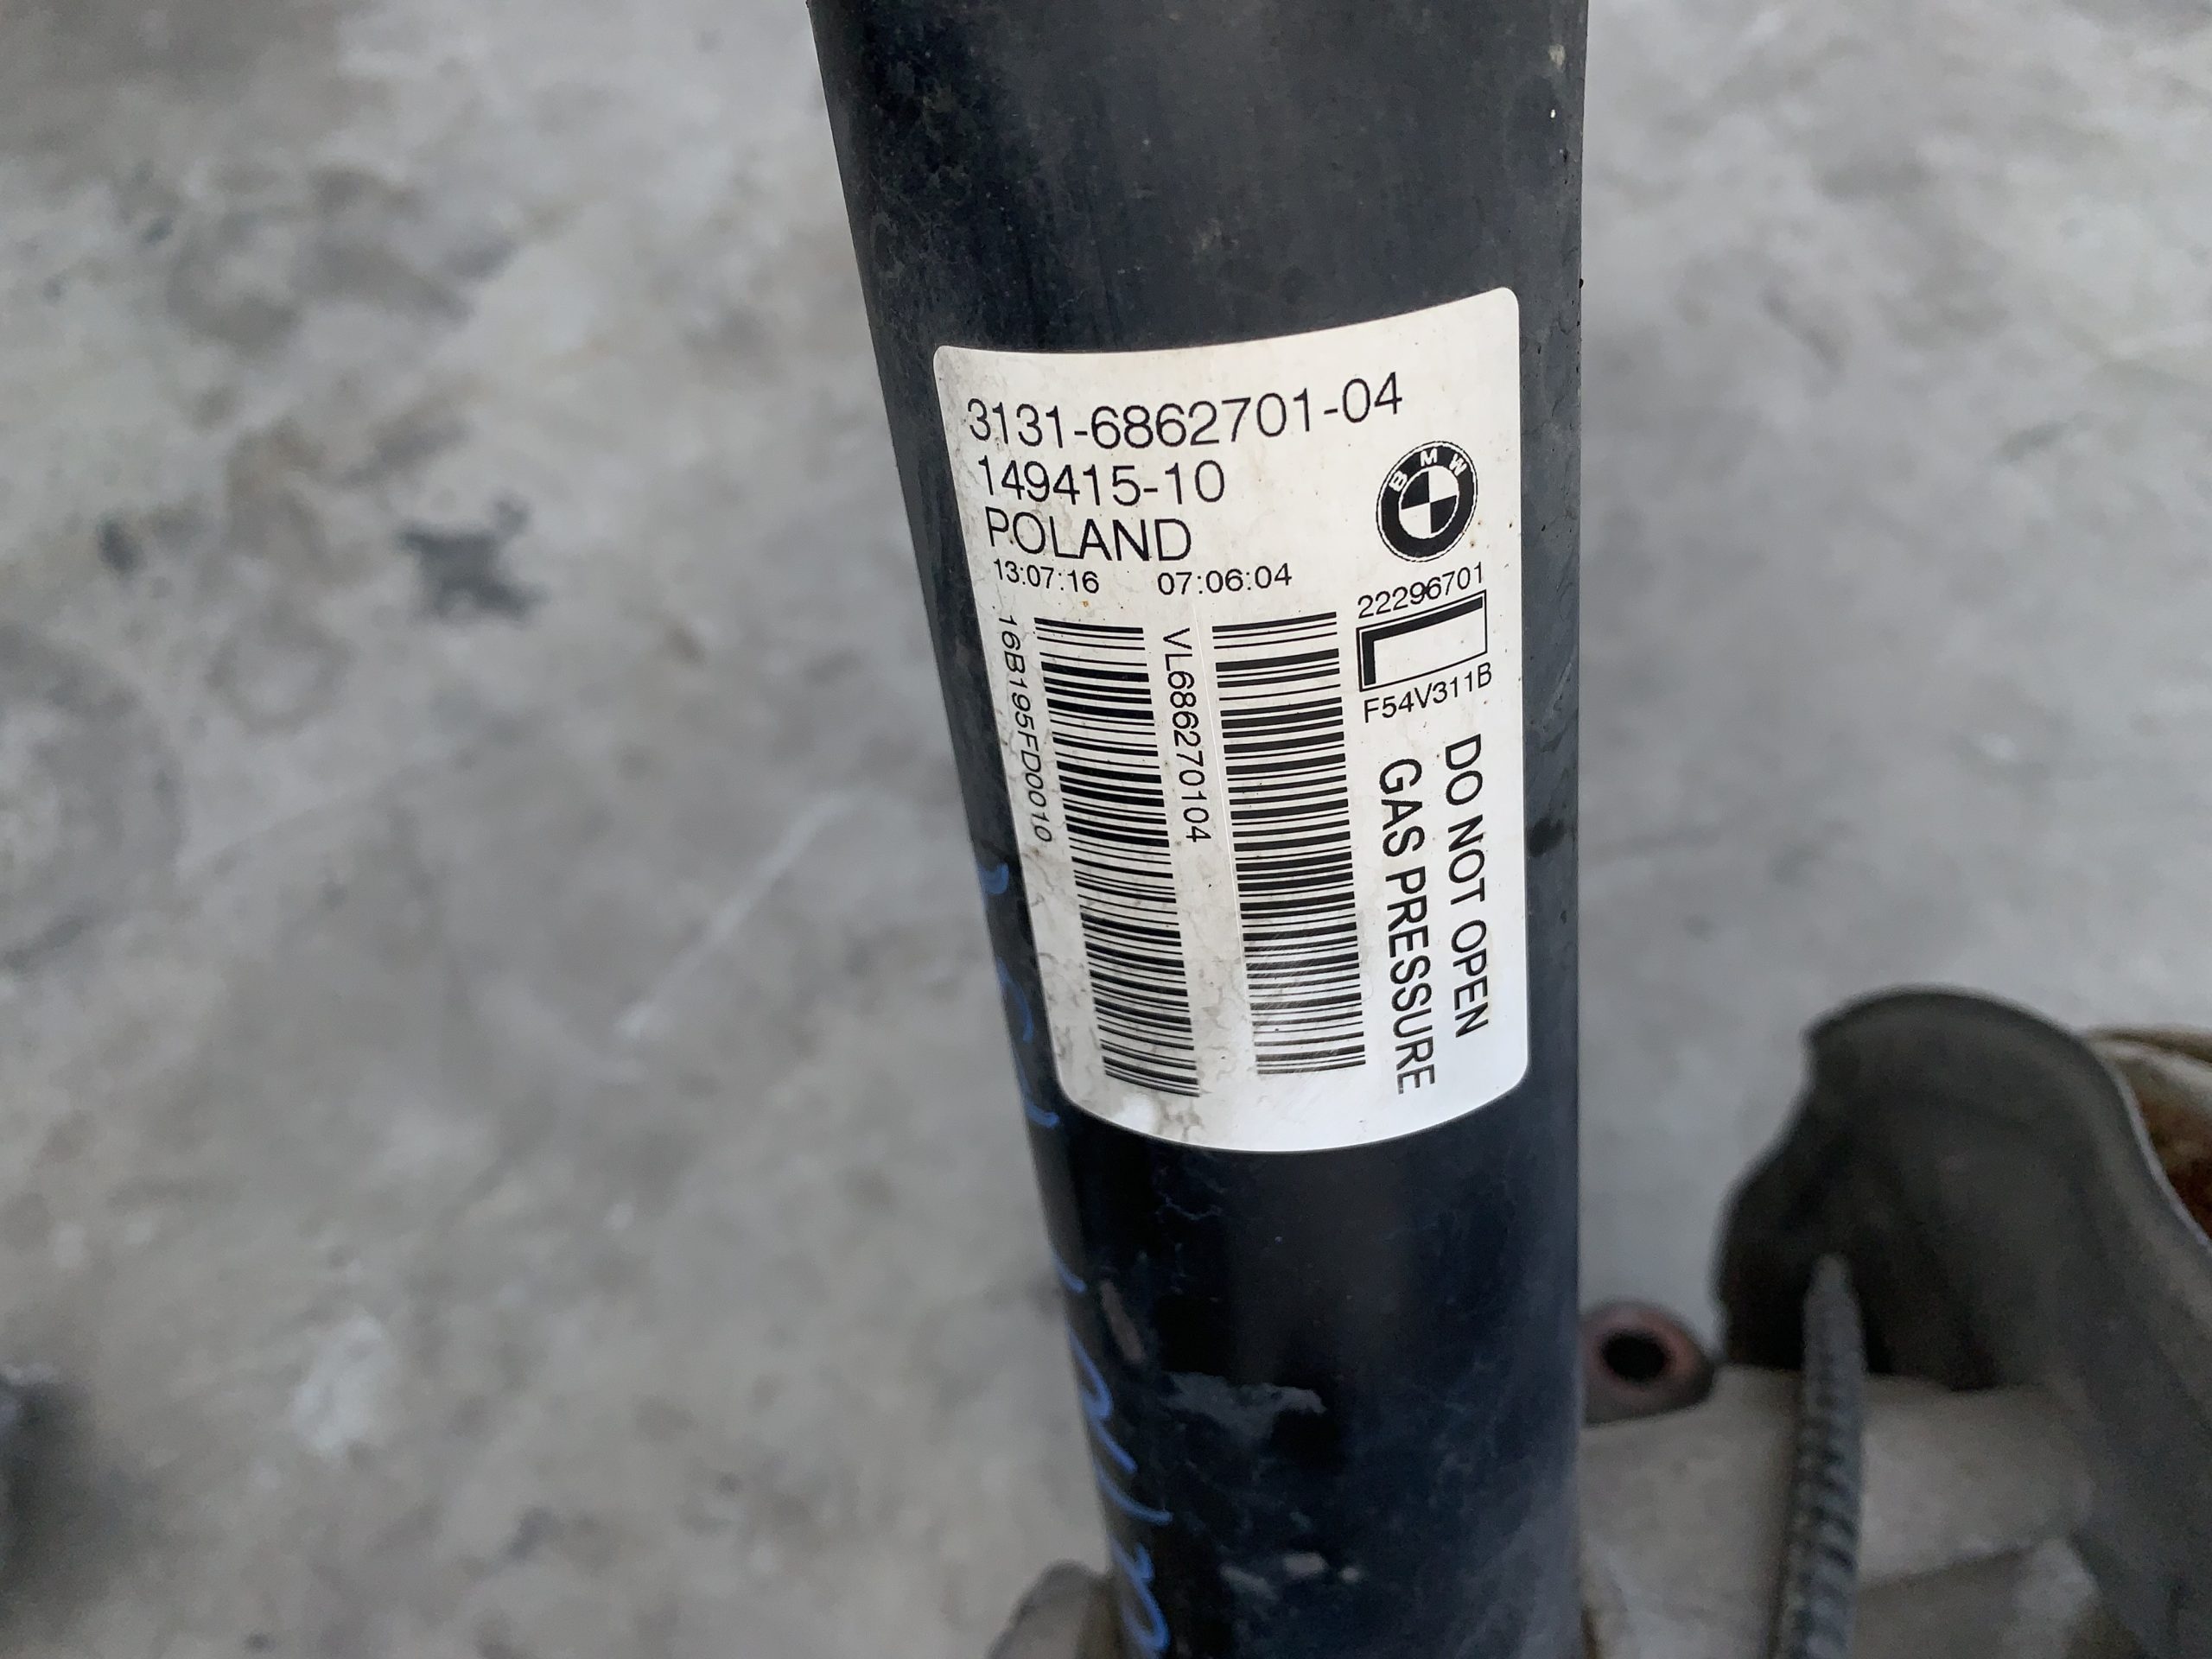 3131-6862701-04
149415-10
POLAND
13:07:16 07:06:04
BMW
22296701
L
F54V311B
16B195FD0010
VL686270104
DO NOT OPEN
GAS PRESSURE